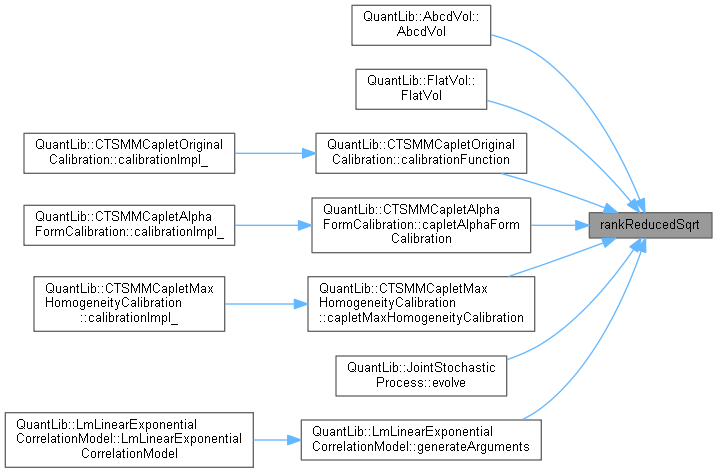 QuantLib::AbcdVol::
AbcdVol
QuantLib::FlatVol::
FlatVol
QuantLib::CTSMMCapletOriginal
Calibration::calibrationImpl_
QuantLib::CTSMMCapletOriginal
Calibration::calibrationFunction
QuantLib::CTSMMCapletAlpha
FormCalibration::calibrationImpl_
QuantLib::CTSMMCapletAlpha
FormCalibration::capletAlphaForm
Calibration
rankReducedSqrt
QuantLib::CTSMMCapletMax
HomogeneityCalibration
::calibrationImpl_
QuantLib::CTSMMCapletMax
HomogeneityCalibration
::capletMaxHomogeneityCalibration
QuantLib::JointStochastic
Process::evolve
QuantLib::LmLinearExponential
CorrelationModel::LmLinearExponential
CorrelationModel
QuantLib::LmLinearExponential
CorrelationModel::generateArguments